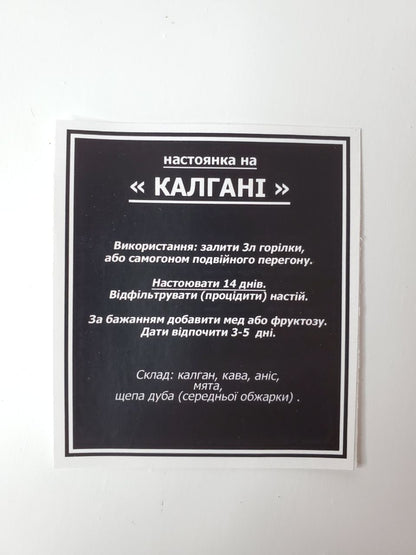 настоянка на
« КАЛГАНІ »
Використання: залити 3л горілки,
або самогоном подвійного перегону.
Настоювати 14 днів.
Відфільтрувати (процідити) настій.
За бажанням добавити мед або фруктозу.
Дати відпочити 3-5 дні.
Склад: калган, кава, аніс,
мята,
щепа дуба (середньої обжарки) .